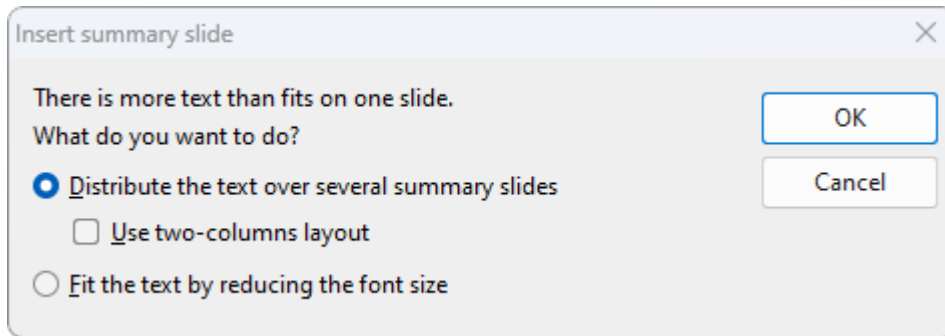 Insert summary slide
There is more text than fits on one slide.
What do you want to do?
OK
Distribute the text over several summary slides
Cancel
Use two-columns layout
Fit the text by reducing the font size